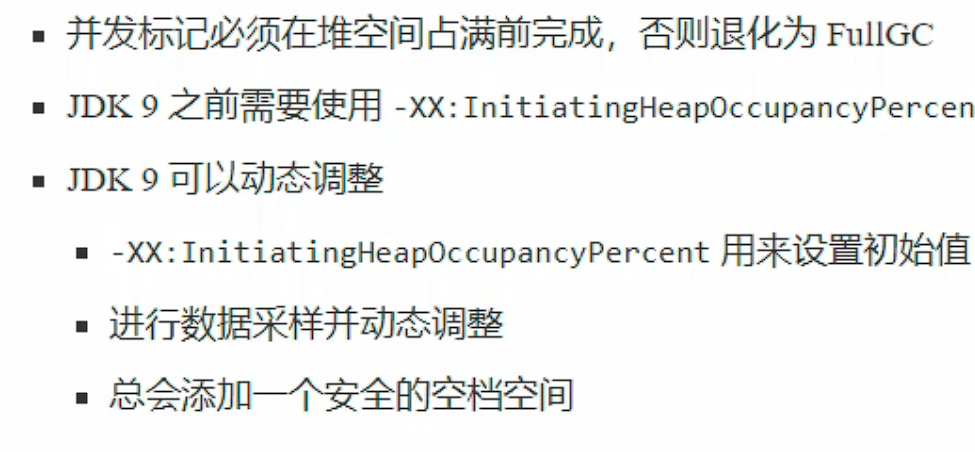 ▪ 并发标记必须在堆空间占满前完成，否则退化为 FullGC
▪ JDK 9 之前需要使用 -XX:InitiatingHeapOccupancyPercen
▪ JDK 9 可以动态调整
▪ -XX:InitiatingHeapOccupancyPercent 用来设置初始值
▪ 进行数据采样并动态调整
▪ 总会添加一个安全的空档空间